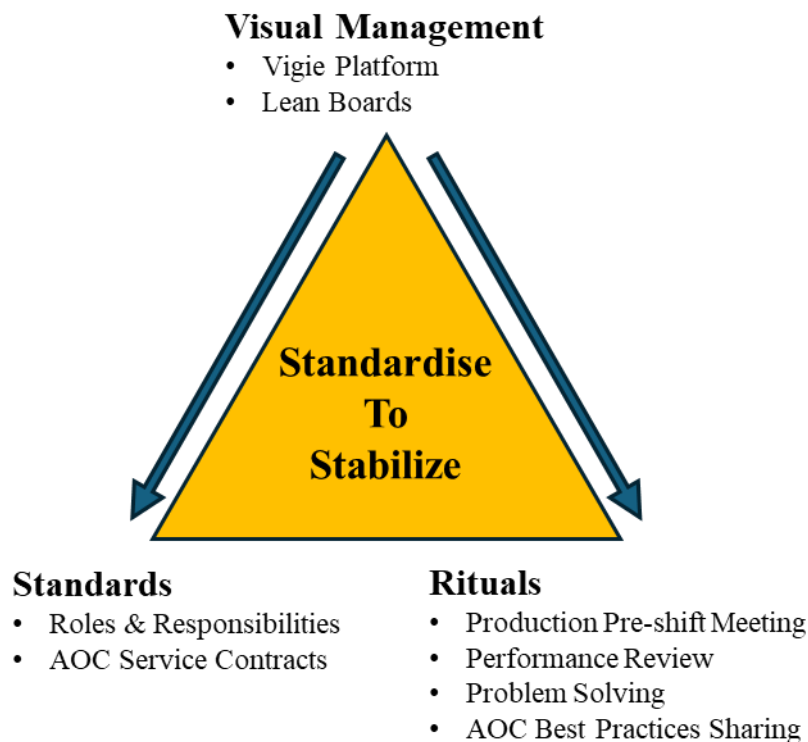 Visual Management
• Vigie Platform
• Lean Boards
Standardise
To
Stabilize
Standards
• Roles & Responsibilities
• AOC Service Contracts
Rituals
• Production Pre-shift Meeting
• Performance Review
• Problem Solving
• AOC Best Practices Sharing